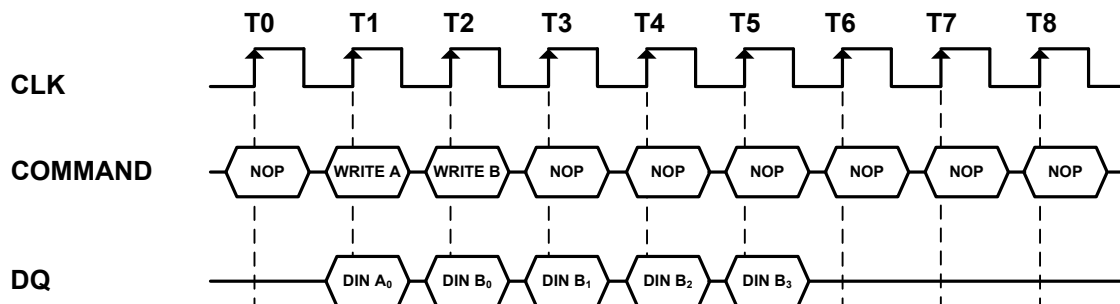 T0 T1 T2 T3 T4 T5 T6 T7 T8
CLK
COMMAND NOP WRITE A WRITE B NOP NOP NOP NOP NOP NOP
DQ DIN A₀ DIN B₀ DIN B₁ DIN B₂ DIN B₃